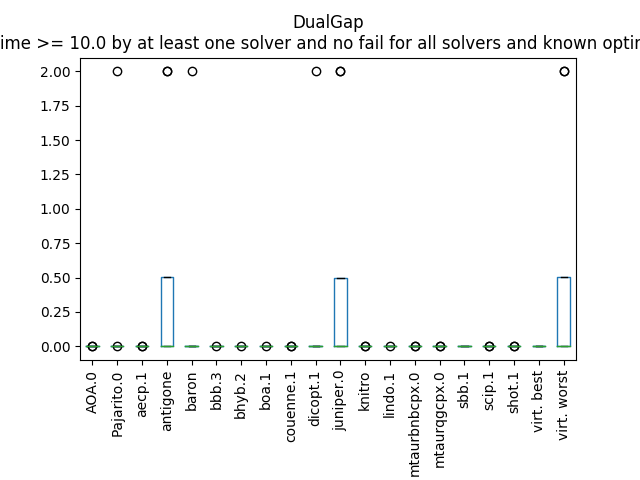 DualGap
time >= 10.0 by at least one solver and no fail for all solvers and known optim
2.00
1.75
1.50
1.25
1.00
0.75
0.50
0.25
0.00
AOA.0
Pajarito.0
aecp.1
antigone
baron
bbb.3
bhyb.2
boa.1
couenne.1
dicopt.1
juniper.0
knitro
lindo.1
mtaurbnbcpx.0
mtaurqgcpx.0
sbb.1
scip.1
shot.1
virt. best
virt. worst